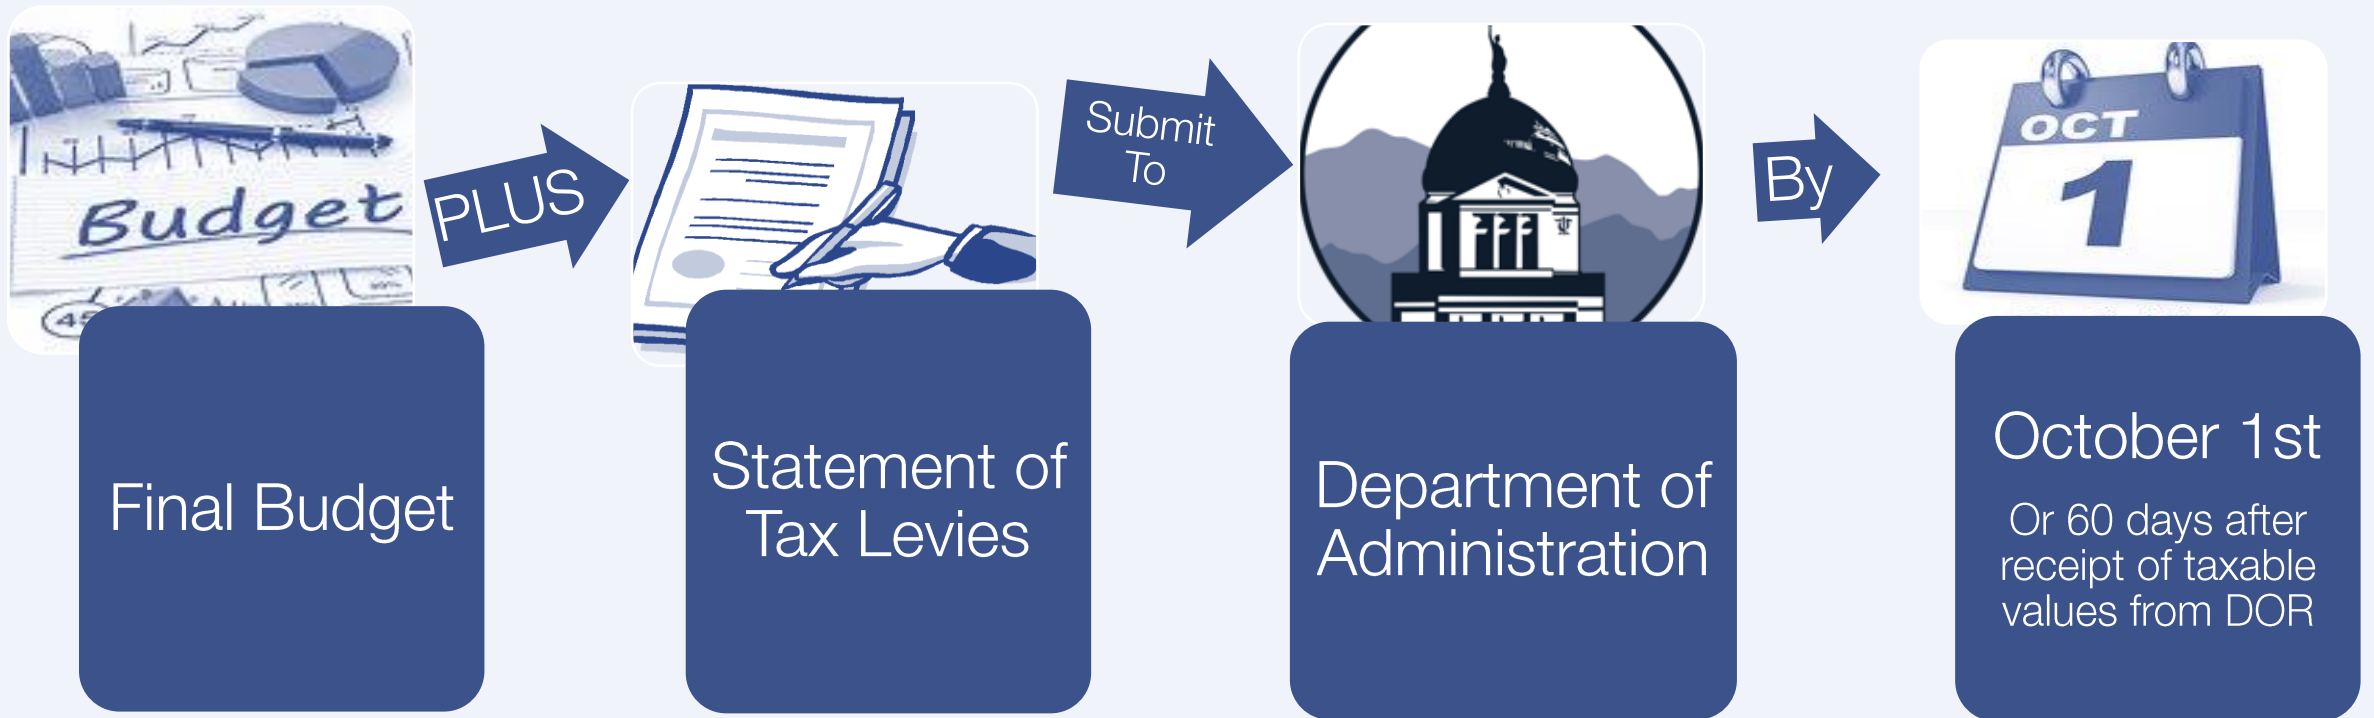 Budget
45
PLUS
Submit
To
By
OCT
1
Final Budget
Statement of
Tax Levies
Department of
Administration
October 1st
Or 60 days after
receipt of taxable
values from DOR